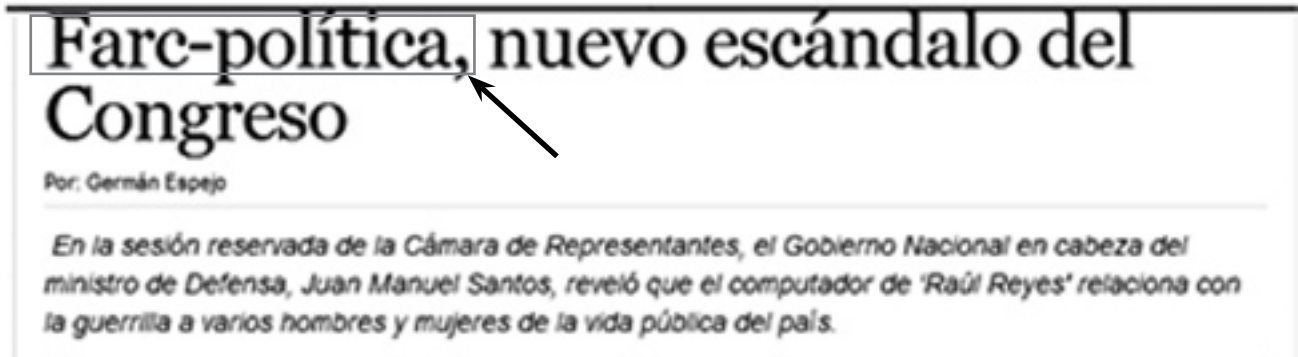 Farc-política, nuevo escándalo del
Congreso
Por: Germán Espejo
En la sesión reservada de la Cámara de Representantes, el Gobierno Nacional en cabeza del
ministro de Defensa, Juan Manuel Santos, reveló que el computador de 'Raúl Reyes' relaciona con
la guerrilla a varios hombres y mujeres de la vida pública del país.